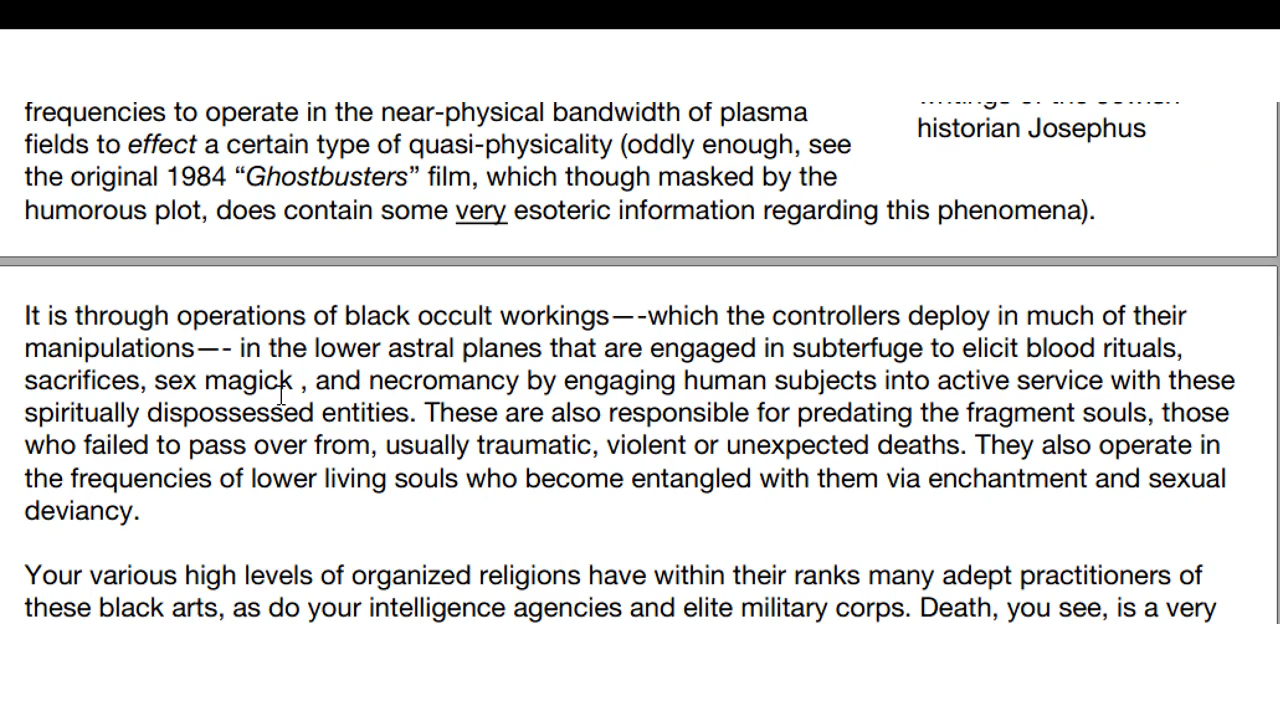 frequencies to operate in the near-physical bandwidth of plasma
fields to effect a certain type of quasi-physicality (oddly enough, see
the original 1984 “Ghostbusters” film, which though masked by the
humorous plot, does contain some very esoteric information regarding this phenomena).
historian Josephus
It is through operations of black occult workings—-which the controllers deploy in much of their
manipulations—- in the lower astral planes that are engaged in subterfuge to elicit blood rituals,
sacrifices, sex magick , and necromancy by engaging human subjects into active service with these
spiritually dispossessed entities. These are also responsible for predating the fragment souls, those
who failed to pass over from, usually traumatic, violent or unexpected deaths. They also operate in
the frequencies of lower living souls who become entangled with them via enchantment and sexual
deviancy.
Your various high levels of organized religions have within their ranks many adept practitioners of
these black arts, as do your intelligence agencies and elite military corps. Death, you see, is a very